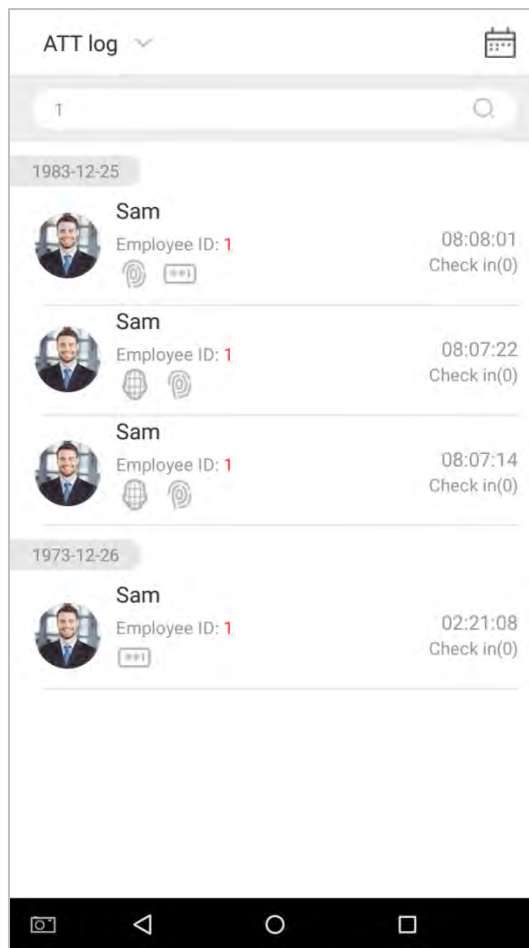 ATT log
1
1983-12-25
Sam
Employee ID: 1
08:08:01
Check in(0)
Sam
Employee ID: 1
08:07:22
Check in(0)
Sam
Employee ID: 1
08:07:14
Check in(0)
1973-12-26
Sam
Employee ID: 1
02:21:08
Check in(0)